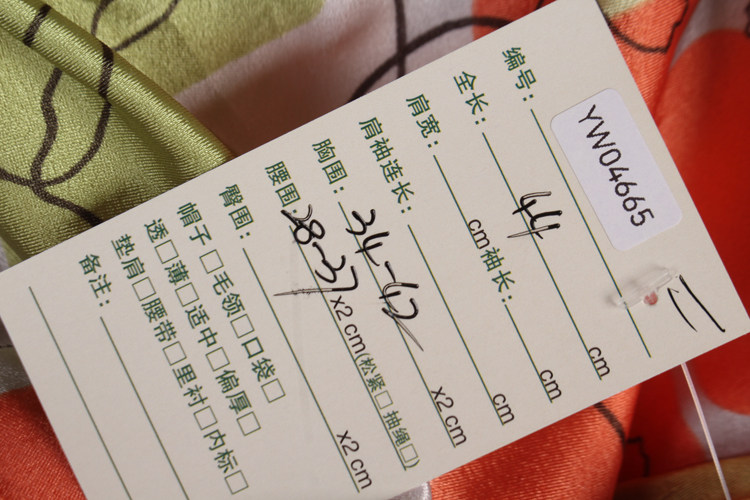 编号： YW04665
全长： 44 cm
肩宽： cm 袖长： cm
肩袖连长： cm
胸围： 34-42 x2 cm
腰围： 28-37 x2 cm(松紧□ 抽绳□)
臀围： x2 cm
帽子 □ 毛领□ 口袋□
透□ 薄□ 适中□ 偏厚□
垫肩□ 腰带□ 里衬□ 内标□
备注：